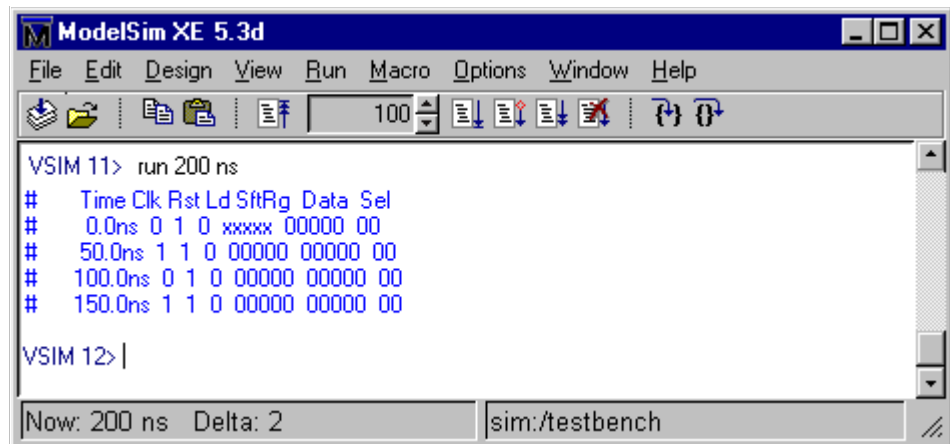 ModelSim XE 5.3d
File Edit Design View Run Macro Options Window Help
100
VSIM 11> run 200 ns
# Time Clk Rst Ld SftRg Data Sel
# 0.0ns 0 1 0 xxxxx 00000 00
# 50.0ns 1 1 0 00000 00000 00
# 100.0ns 0 1 0 00000 00000 00
# 150.0ns 1 1 0 00000 00000 00
VSIM 12>
Now: 200 ns Delta: 2 sim:/testbench